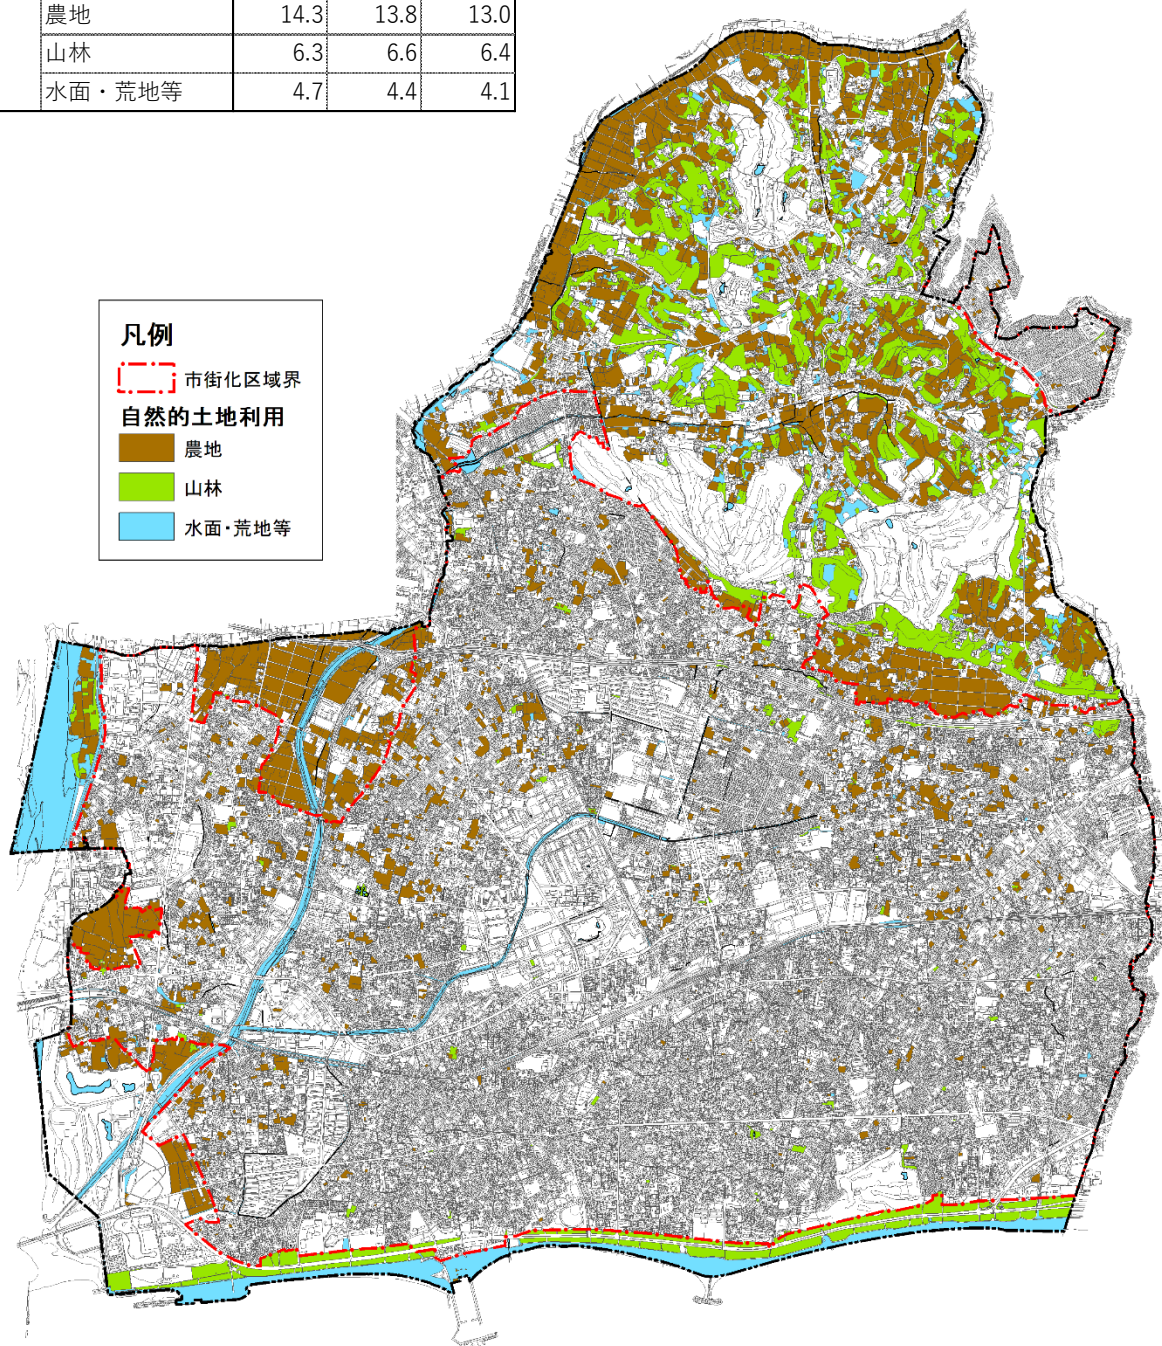 農地 14.3 13.8 13.0
山林 6.3 6.6 6.4
水面・荒地等 4.7 4.4 4.1
凡例
市街化区域界
自然的土地利用
農地
山林
水面・荒地等